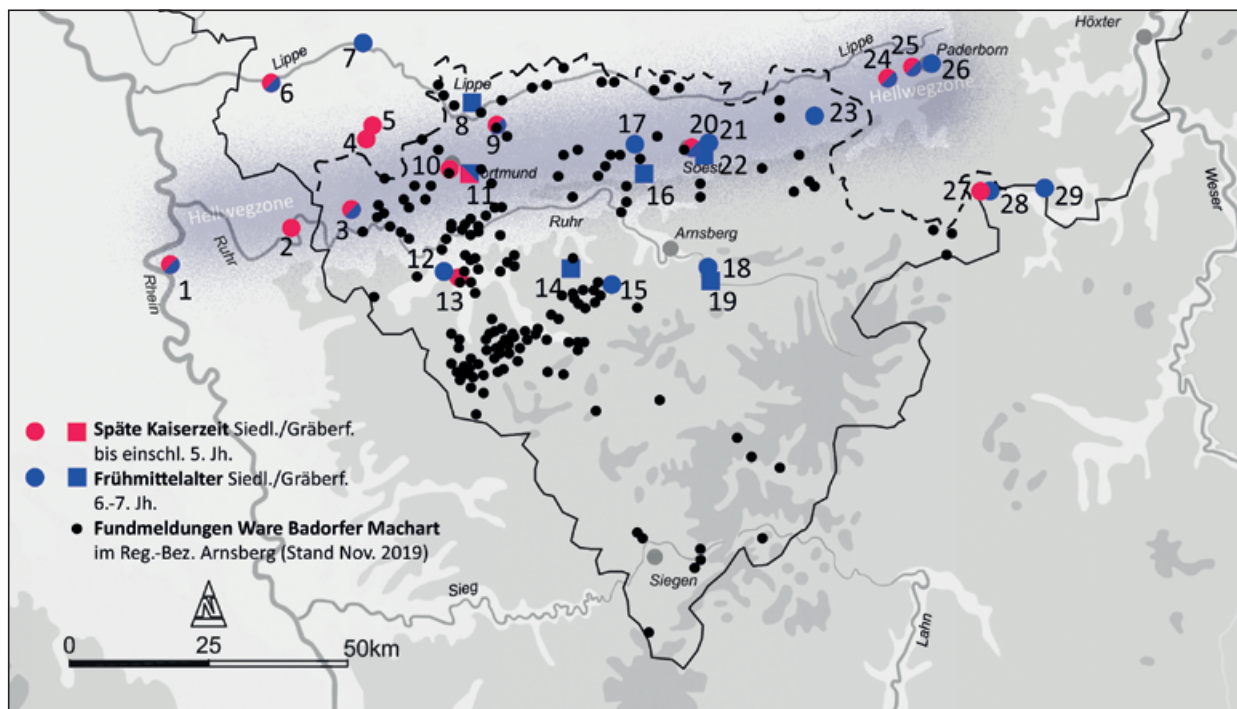 Höxter
7
25
24
Lippe
Lippe
Paderborn
26
6
Lippe
Hellwegzone
5
8
17
20
21
23
4
9
10
22
Soest
ortmund
11
16
27
28
29
Hellwegzone
Ruhr
Weser
3
2
Ruhr
Arnsberg
12
18
1
Rhein
13
14
15
19
Späte Kaiserzeit Siedl./Gräberf.
bis einschl. 5. Jh.
Frühmittelalter Siedl./Gräberf.
6.-7. Jh.
Fundmeldungen Ware Badorfer Machart
im Reg.-Bez. Arnsberg (Stand Nov. 2019)
Siegen
Sieg
N
Lahn
0
25
50km